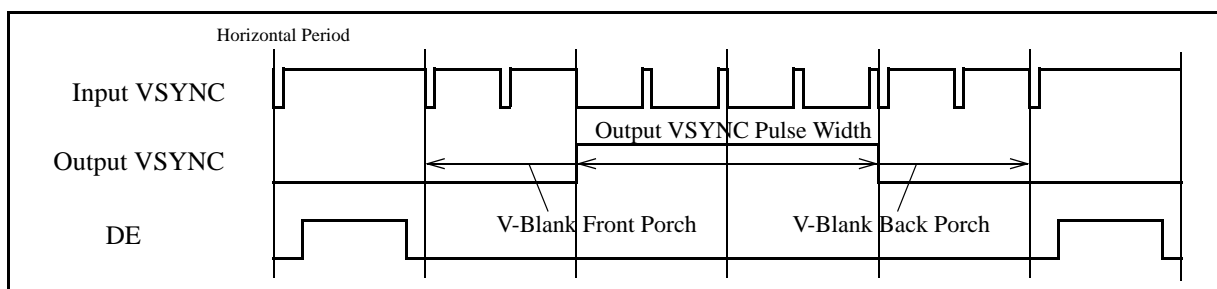 Horizontal Period
Input VSYNC
Output VSYNC Pulse Width
Output VSYNC
V-Blank Front Porch
V-Blank Back Porch
DE